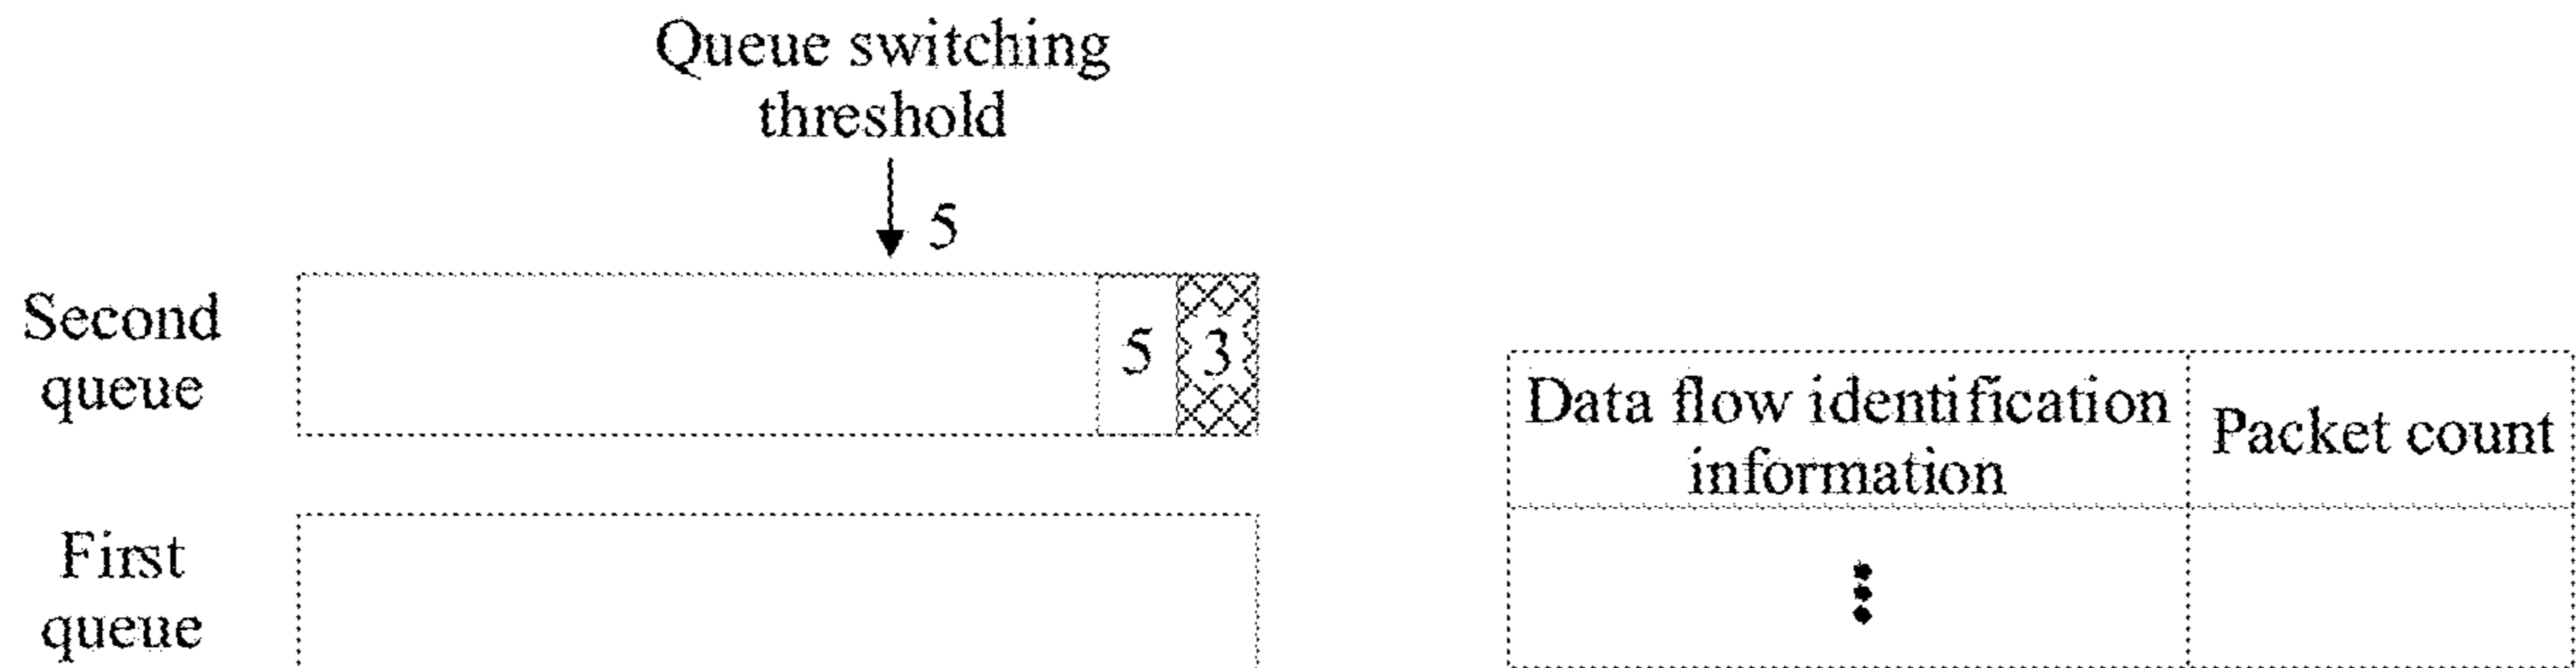 Queue switching
threshold
5
Second
queue
5 3
Data flow identification
information
Packet count
First
queue